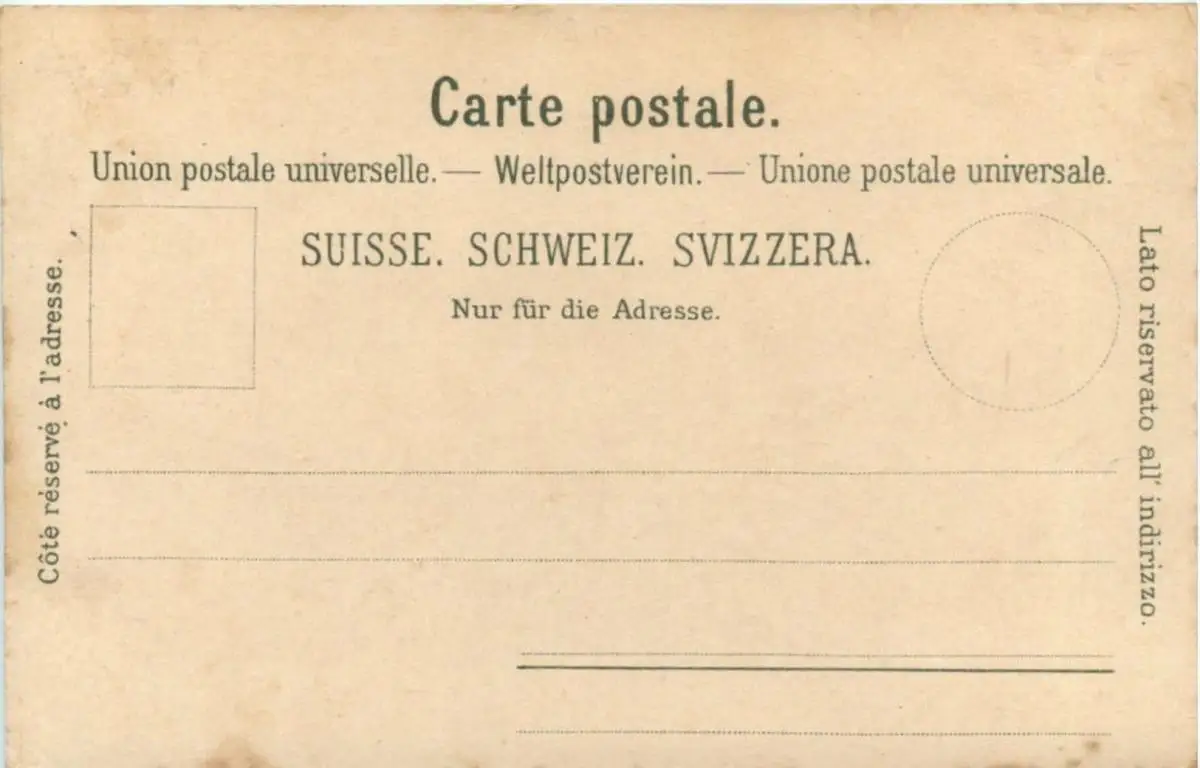 Carte postale.
Union postale universelle. — Weltpostverein. — Unione postale universale.
SUISSE. SCHWEIZ. SVIZZERA.
Nur für die Adresse.
Côté réservé à l'adresse.
Lato riservato all' indirizzo.